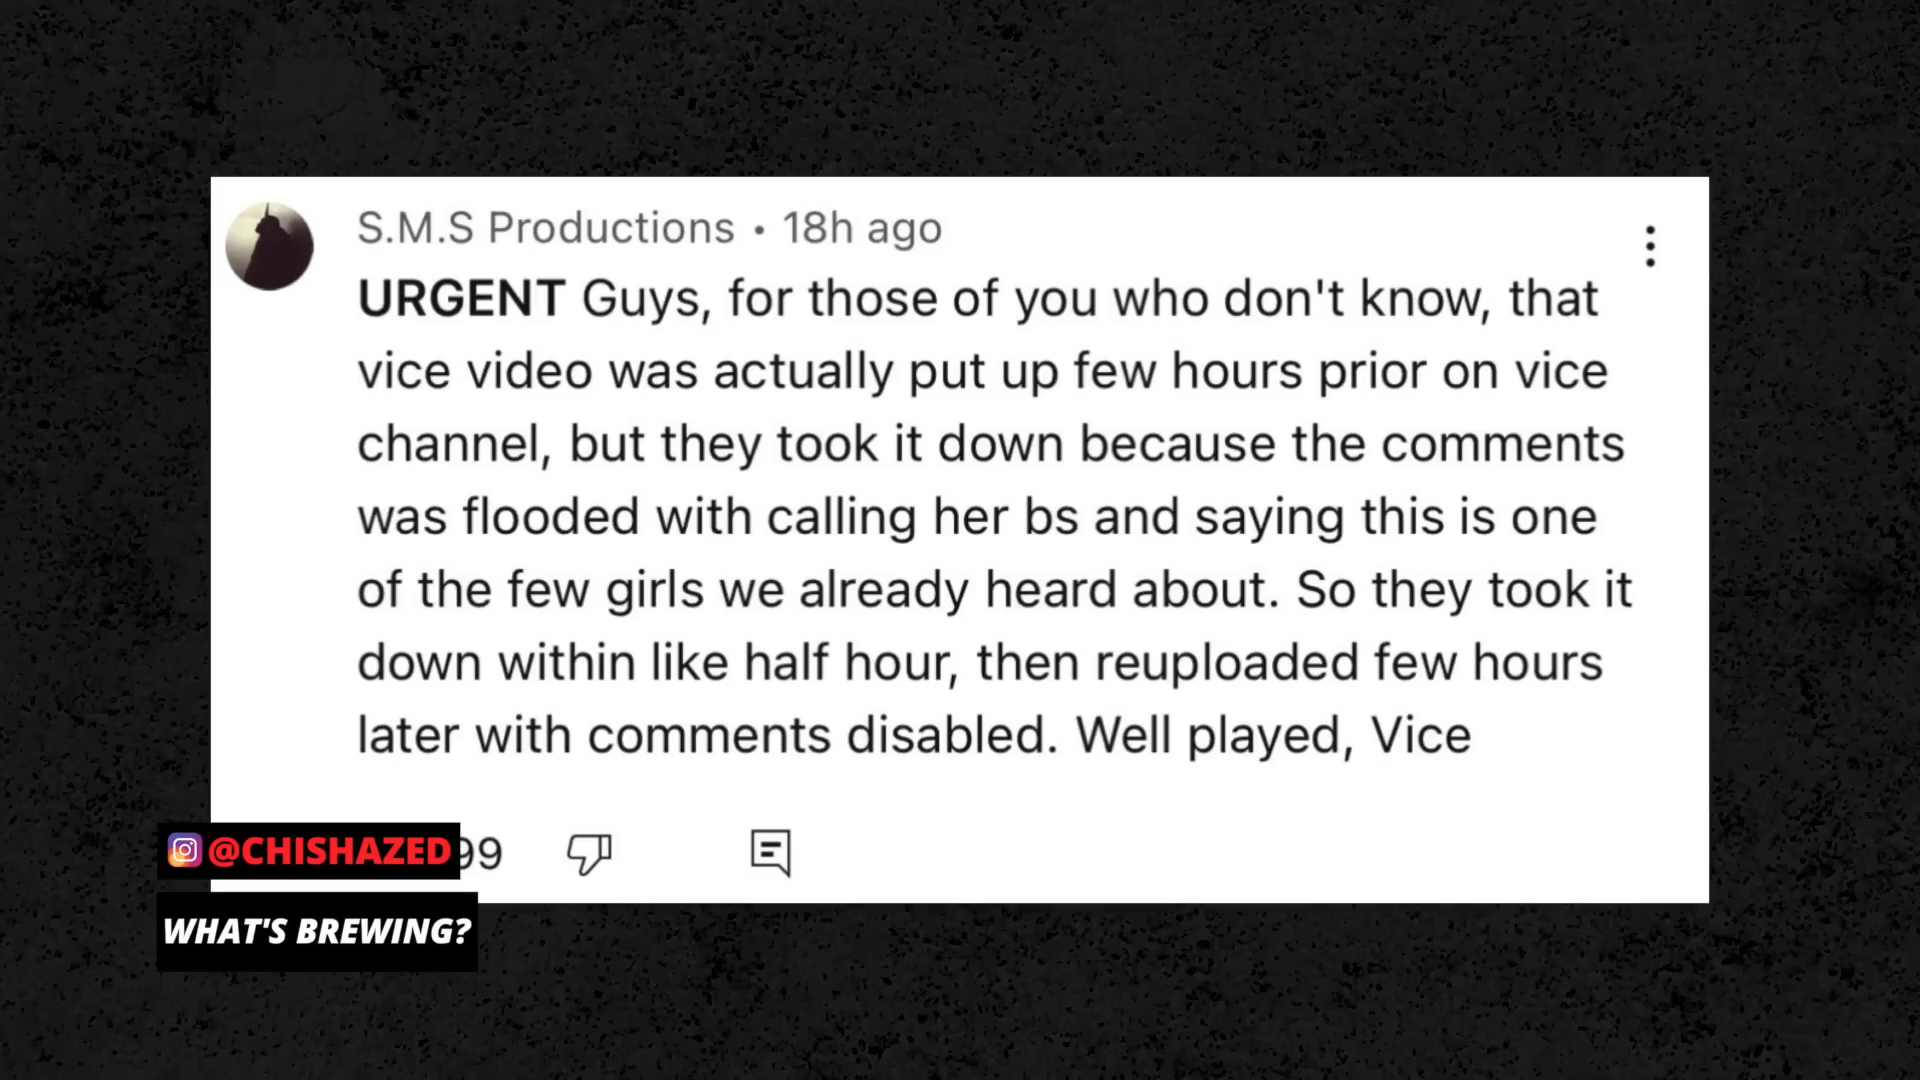 S.M.S Productions • 18h ago
URGENT Guys, for those of you who don't know, that
vice video was actually put up few hours prior on vice
channel, but they took it down because the comments
was flooded with calling her bs and saying this is one
of the few girls we already heard about. So they took it
down within like half hour, then reuploaded few hours
later with comments disabled. Well played, Vice
@CHISHAZED
WHAT'S BREWING?